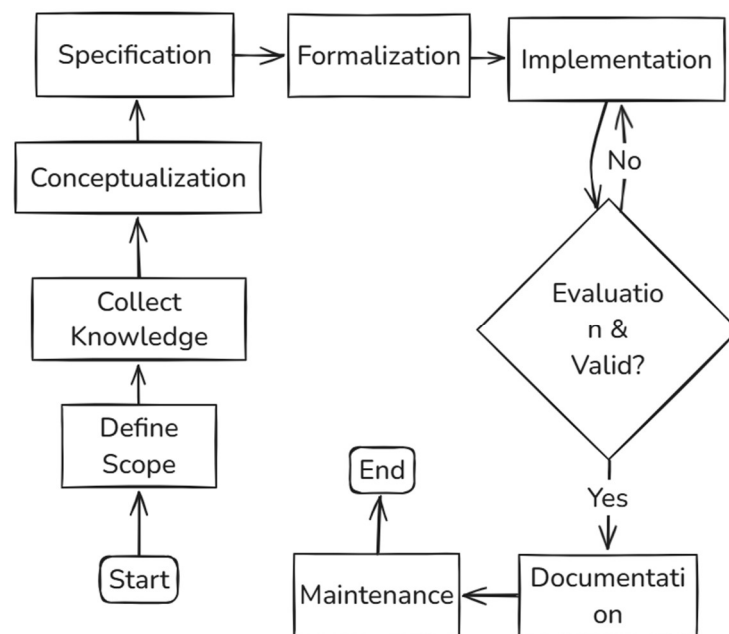 Specification
Formalization
Implementation
No
Conceptualization
Evaluatio
n &
Valid?
Collect
Knowledge
Define
Scope
End
Yes
Start
Maintenance
Documentati
on